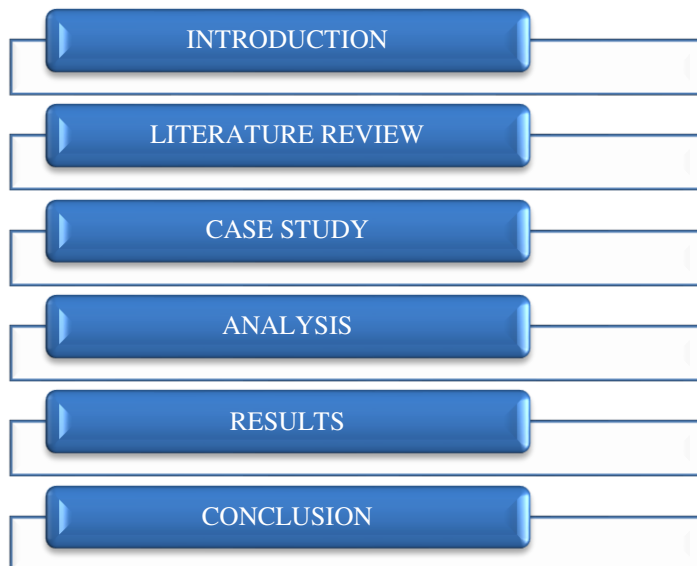 INTRODUCTION
LITERATURE REVIEW
CASE STUDY
ANALYSIS
RESULTS
CONCLUSION